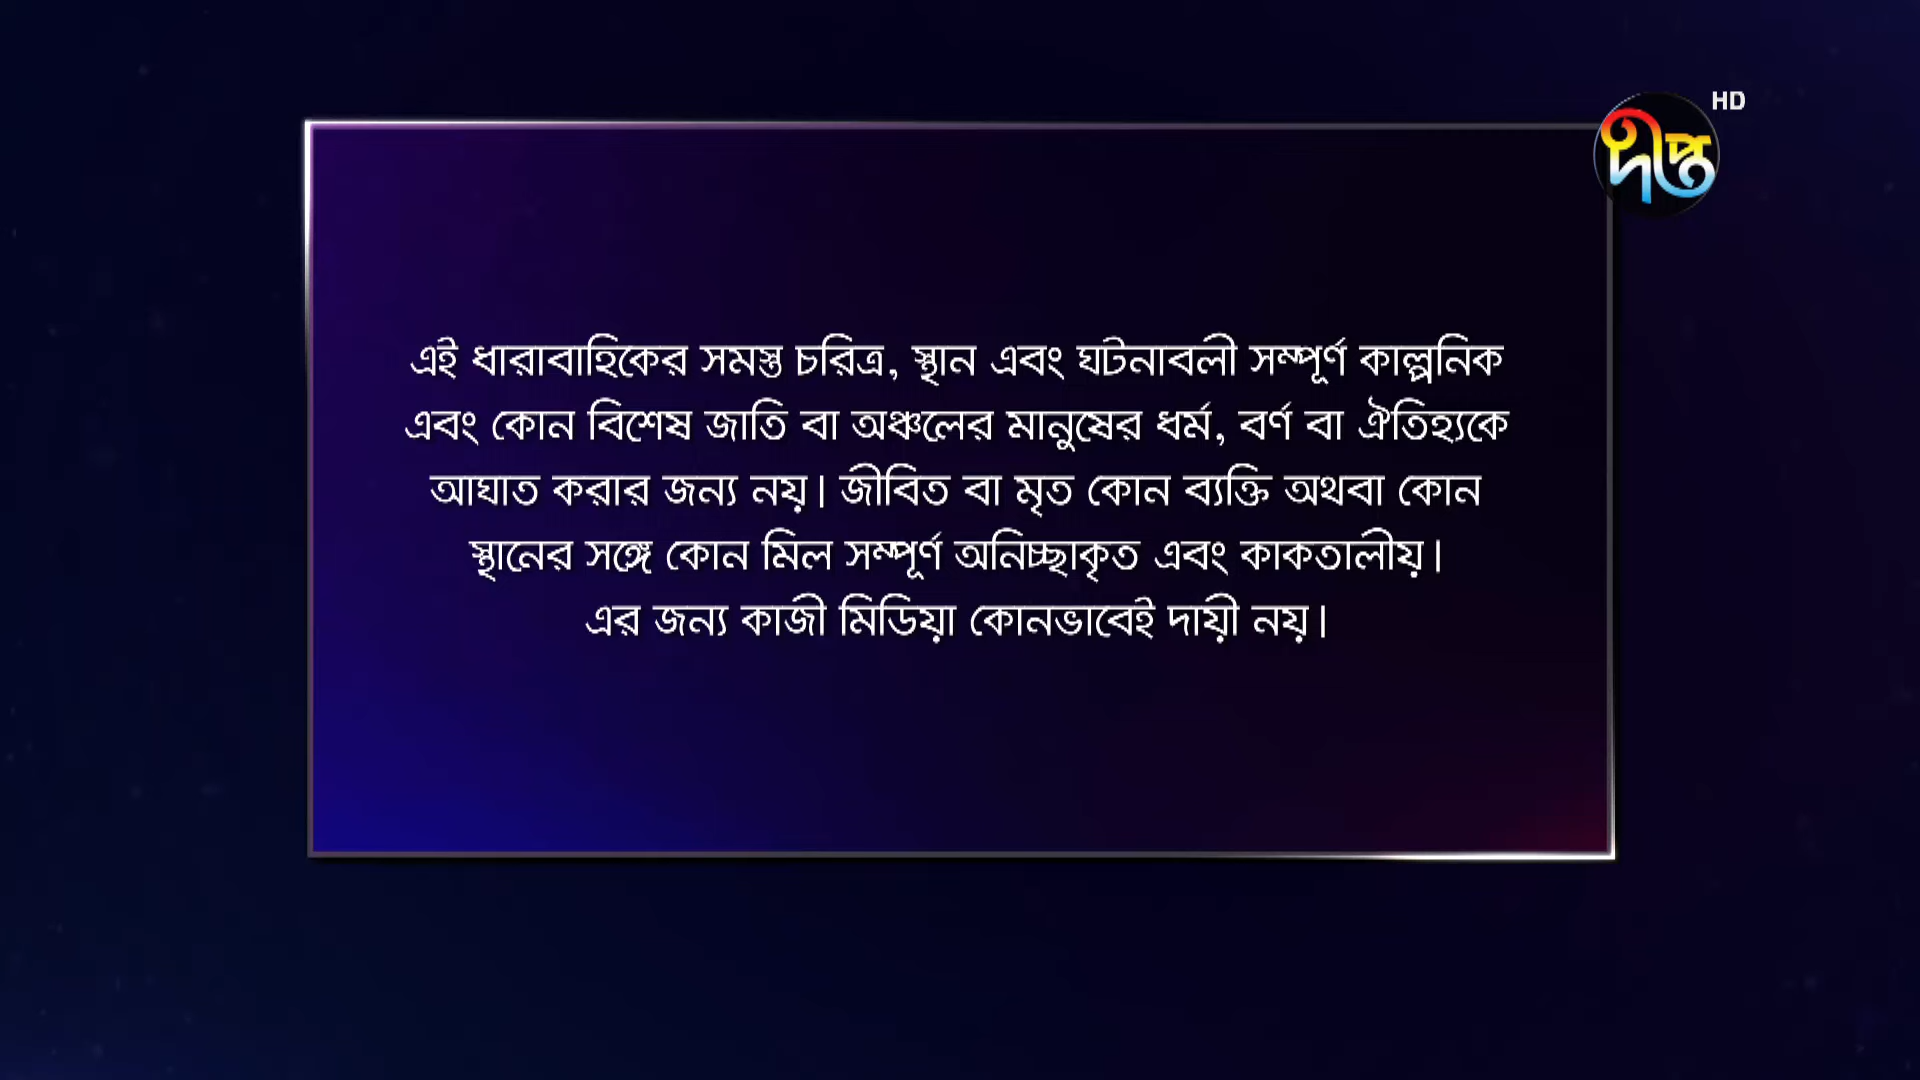 HD
দীপ্ত
এই ধারাবাহিকের সমস্ত চরিত্র, স্থান এবং ঘটনাবলী সম্পূর্ণ কাল্পনিক
এবং কোন বিশেষ জাতি বা অঞ্চলের মানুষের ধর্ম, বর্ণ বা ঐতিহ্যকে
আঘাত করার জন্য নয়। জীবিত বা মৃত কোন ব্যক্তি অথবা কোন
স্থানের সঙ্গে কোন মিল সম্পূর্ণ অনিচ্ছাকৃত এবং কাকতালীয়।
এর জন্য কাজী মিডিয়া কোনভাবেই দায়ী নয়।